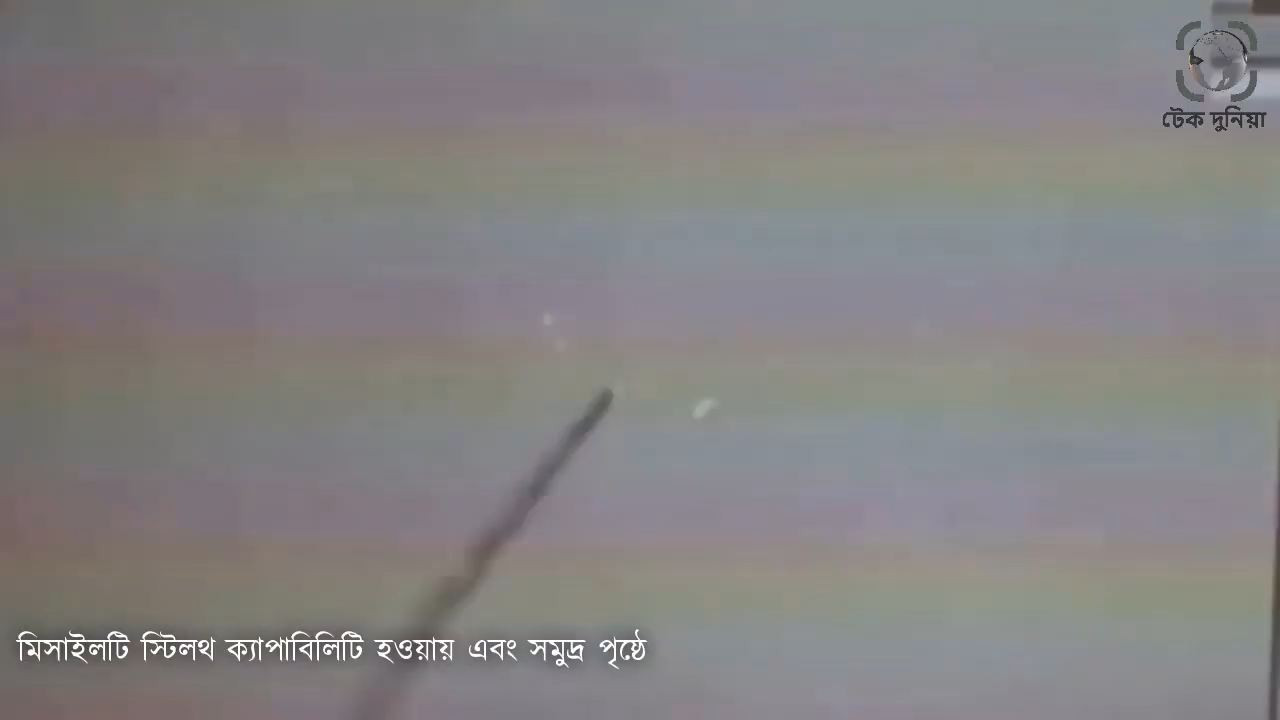 টেক দুনিয়া
মিসাইলটি স্টিলথ ক্যাপাবিলিটি হওয়ায় এবং সমুদ্র পৃষ্ঠে